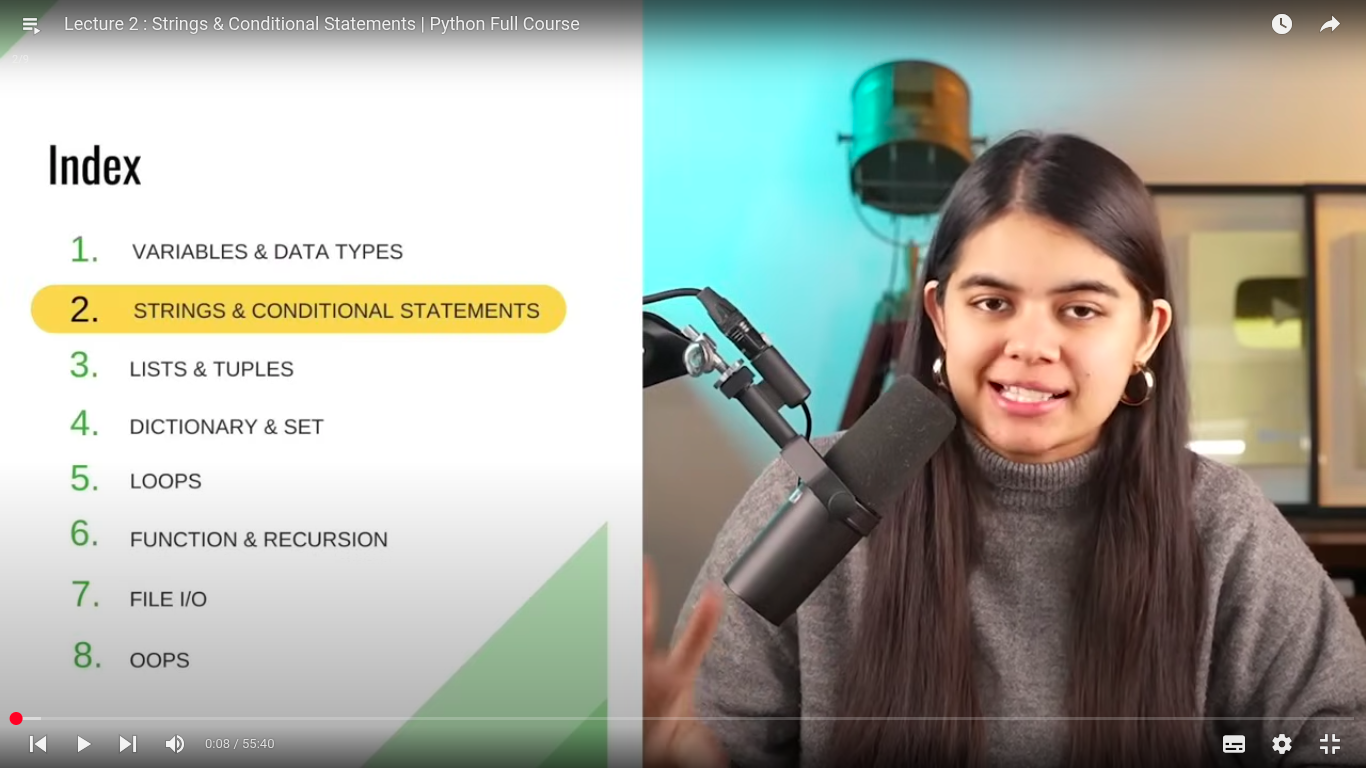 Lecture 2 : Strings & Conditional Statements | Python Full Course
Index
1. VARIABLES & DATA TYPES
2. STRINGS & CONDITIONAL STATEMENTS
3. LISTS & TUPLES
4. DICTIONARY & SET
5. LOOPS
6. FUNCTION & RECURSION
7. FILE I/O
8. OOPS
0:08 / 55:40